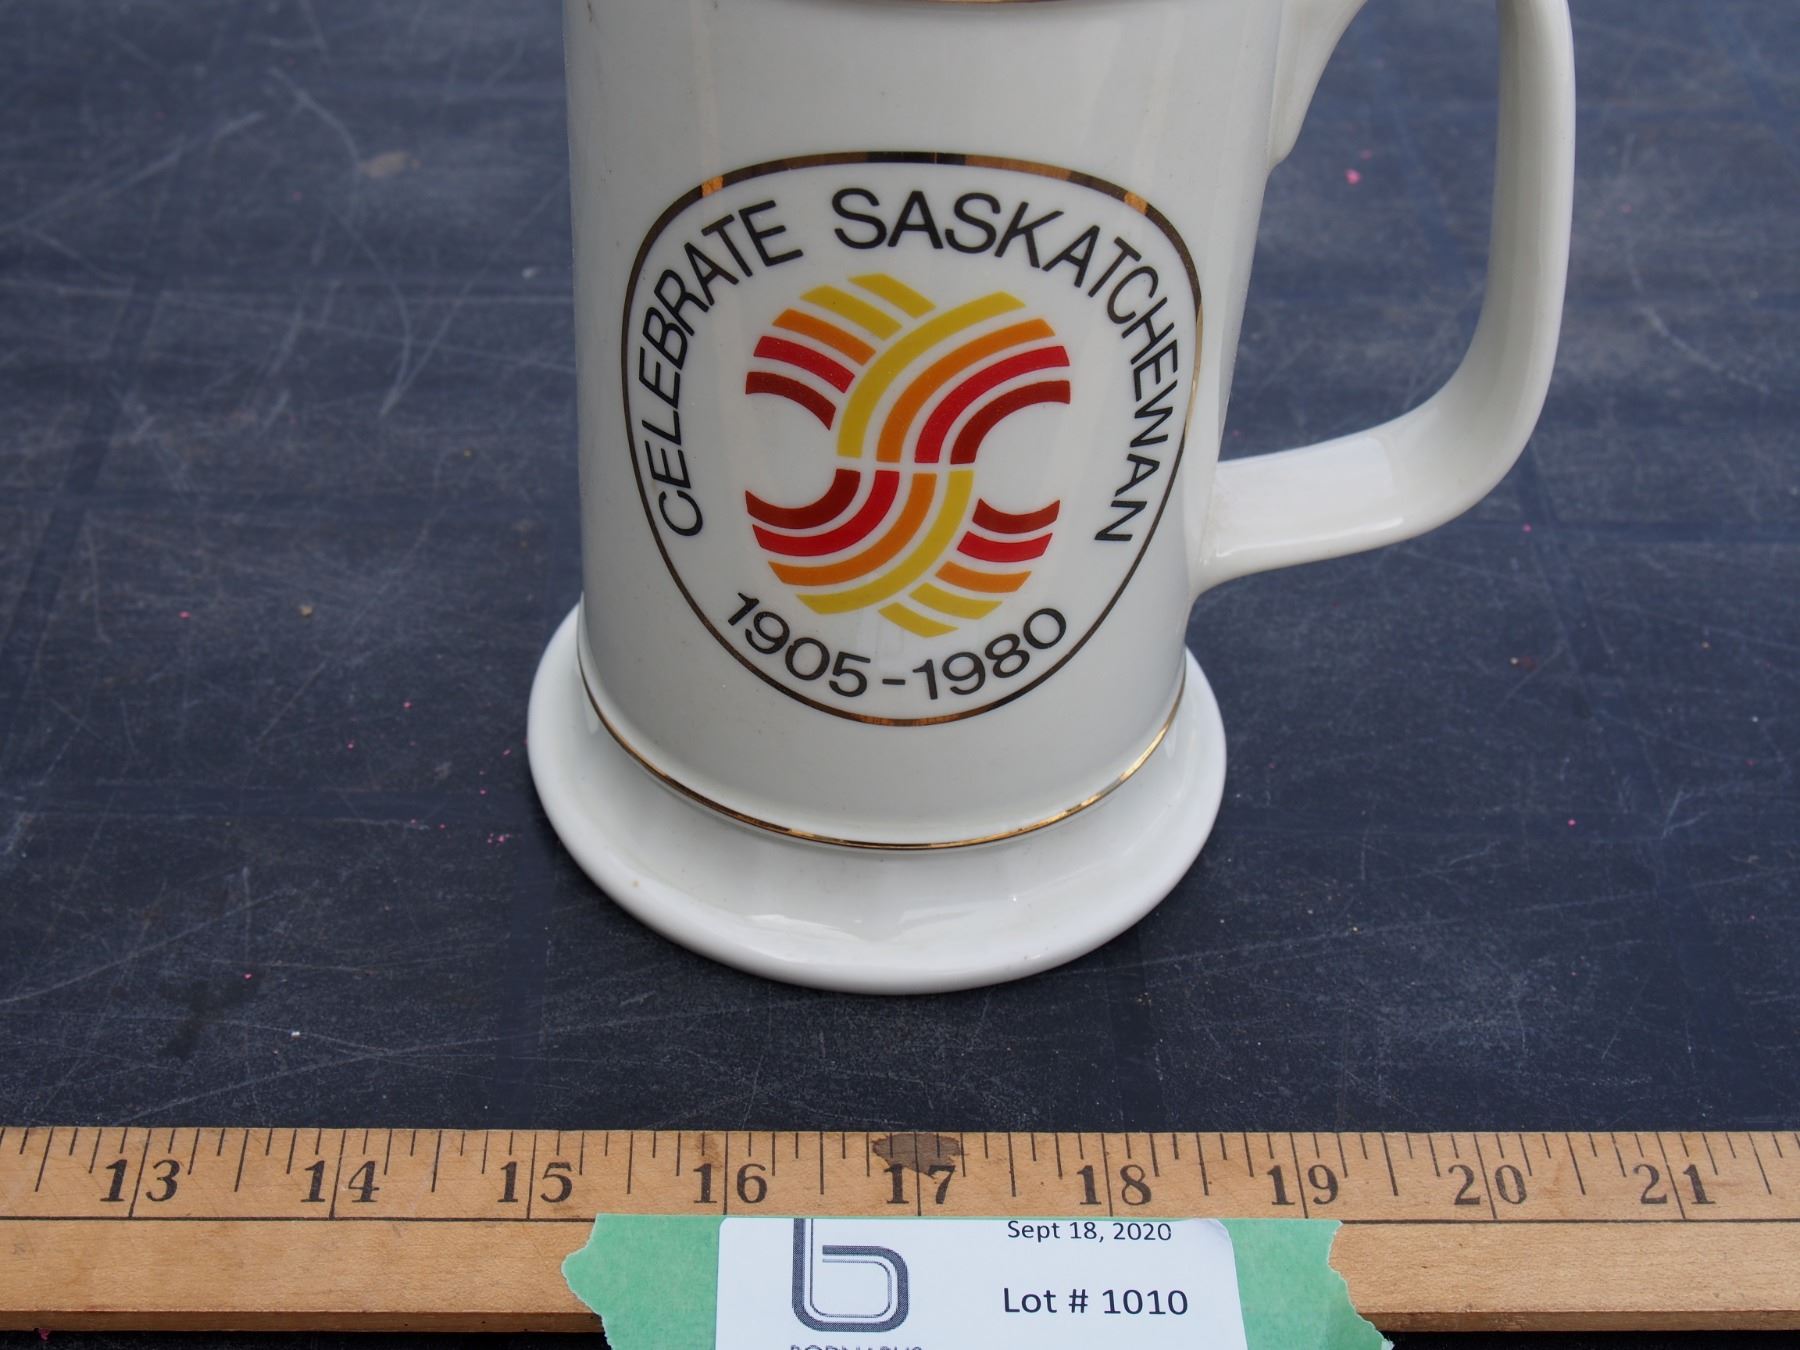 CELEBRATE SASKATCHEWAN
1905-1980
13 14 15 16 17 18 19 20 21
Sept 18, 2020
Lot # 1010